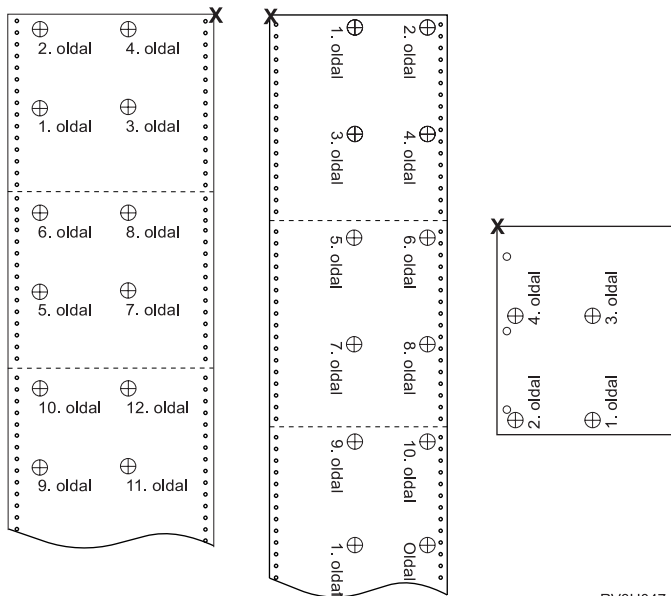 X
2. oldal
4. oldal
1. oldal
3. oldal
6. oldal
8. oldal
5. oldal
7. oldal
10. oldal
12. oldal
9. oldal
11. oldal
X
1. oldal
2. oldal
3. oldal
4. oldal
5. oldal
6. oldal
7. oldal
8. oldal
9. oldal
10. oldal
1. oldal
Oldal
X
4. oldal
3. oldal
2. oldal
1. oldal